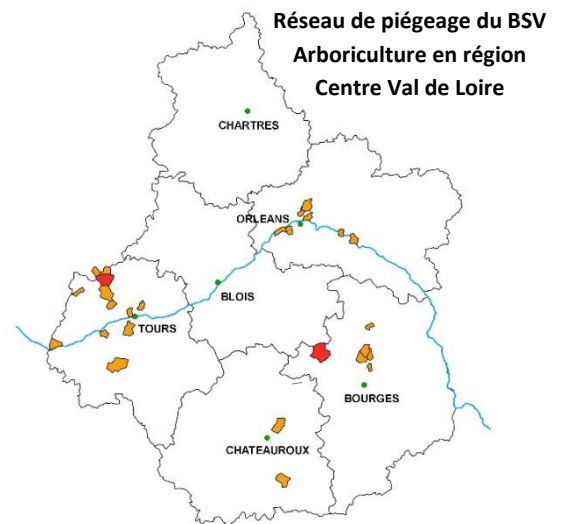 Réseau de piégeage du BSV
Arboriculture en région
Centre Val de Loire
CHARTRES
ORLEANS
BLOIS
TOURS
BOURGES
CHATEAUROUX